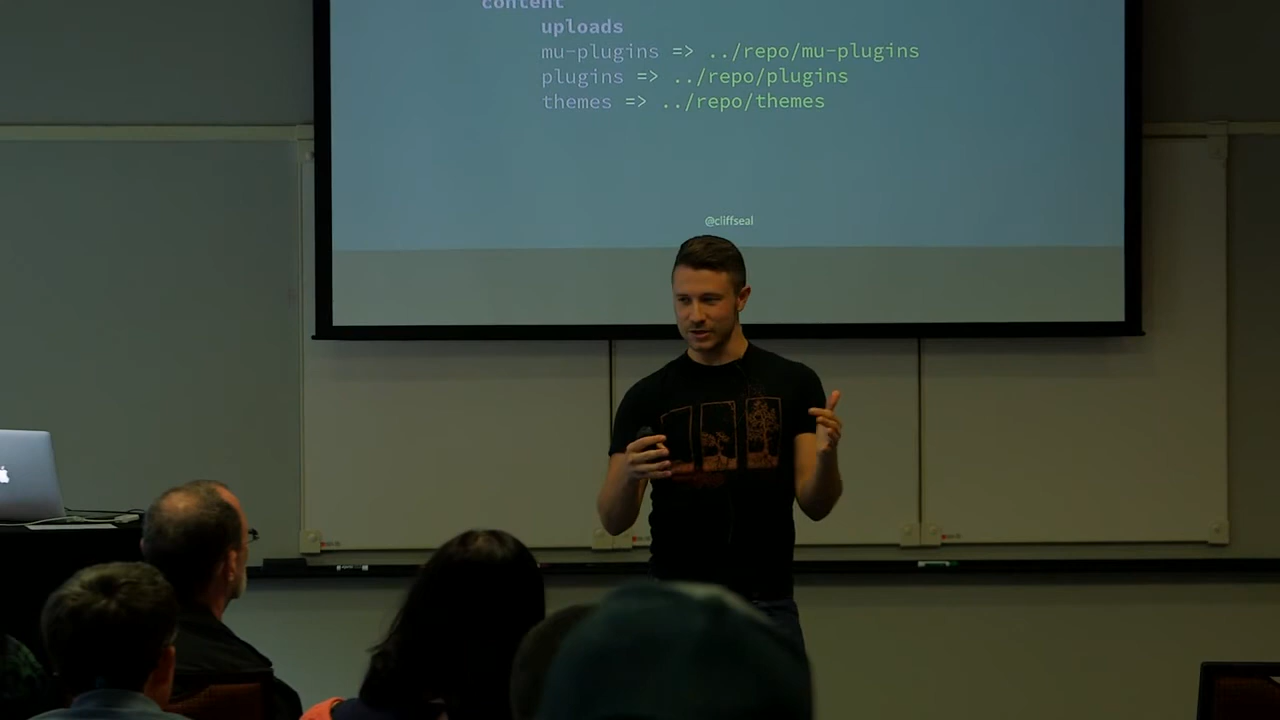 content
uploads
mu-plugins => ../repo/mu-plugins
plugins => ../repo/plugins
themes => ../repo/themes
@cliffseal